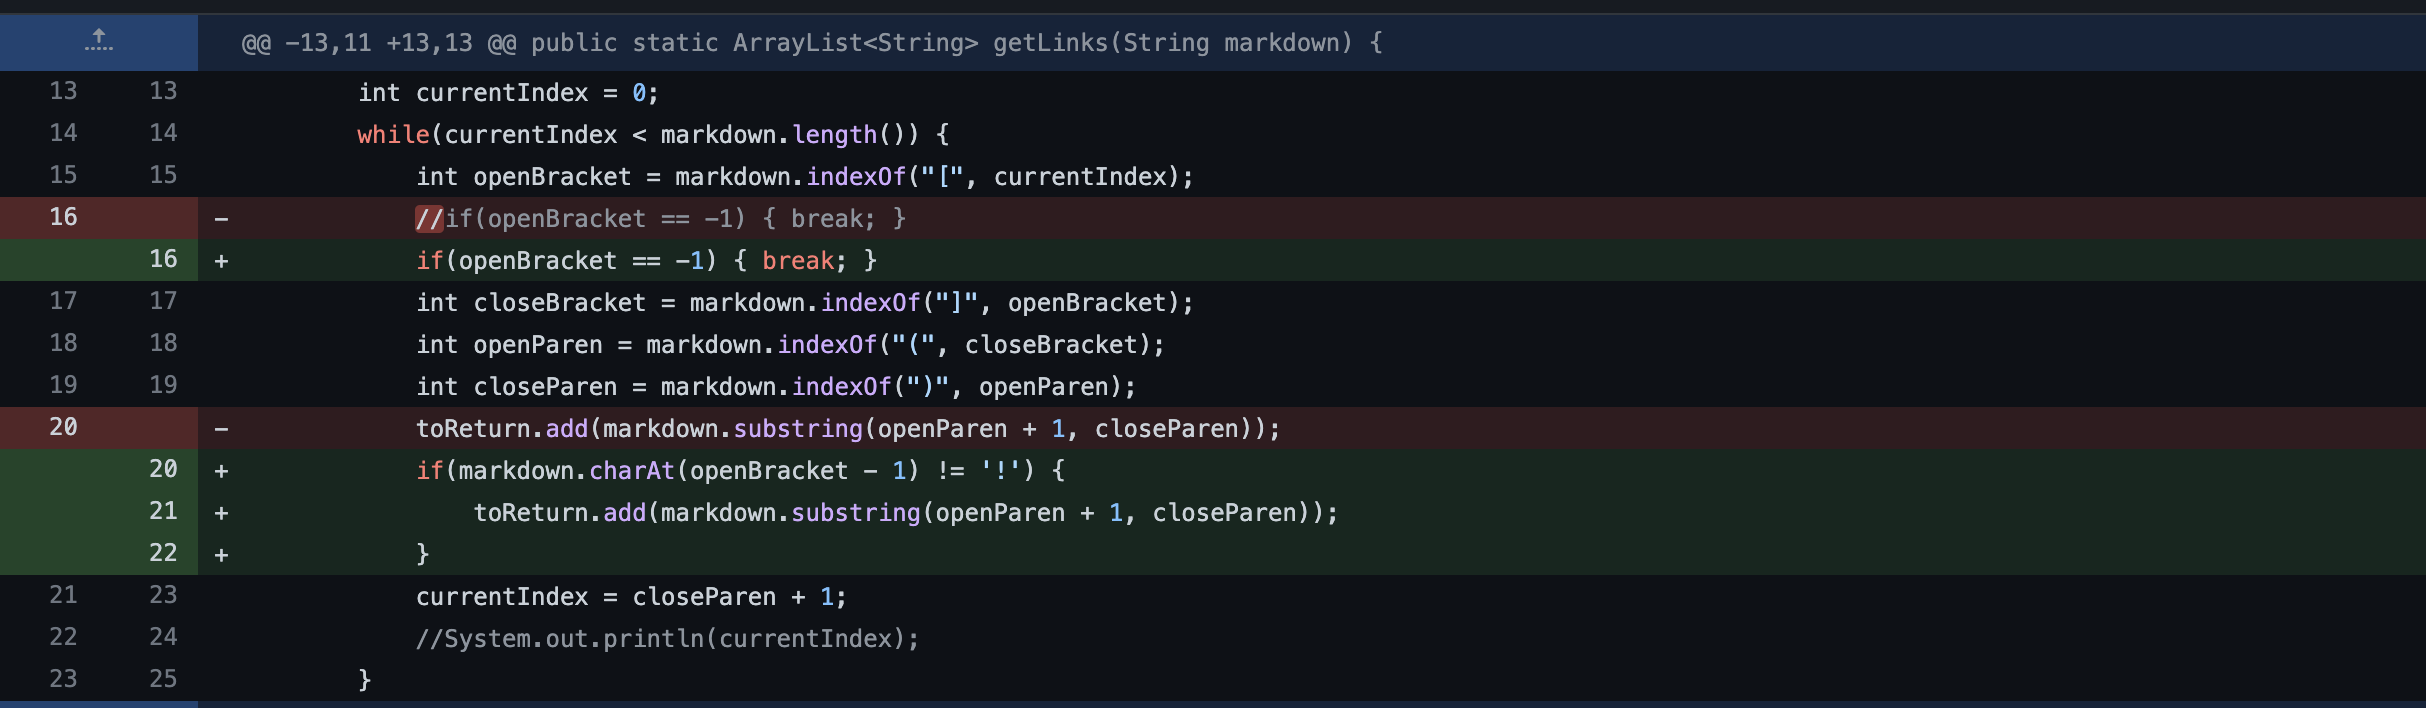 @@ -13,11 +13,13 @@ public static ArrayList<String> getLinks(String markdown) {
13 13 int currentIndex = 0;
14 14 while(currentIndex < markdown.length()) {
15 15 int openBracket = markdown.indexOf("[", currentIndex);
16 - //if(openBracket == -1) { break; }
16 + if(openBracket == -1) { break; }
17 17 int closeBracket = markdown.indexOf("]", openBracket);
18 18 int openParen = markdown.indexOf("(", closeBracket);
19 19 int closeParen = markdown.indexOf(")", openParen);
20 - toReturn.add(markdown.substring(openParen + 1, closeParen));
20 + if(markdown.charAt(openBracket - 1) != '!') {
21 + toReturn.add(markdown.substring(openParen + 1, closeParen));
22 + }
21 23 currentIndex = closeParen + 1;
22 24 //System.out.println(currentIndex);
23 25 }